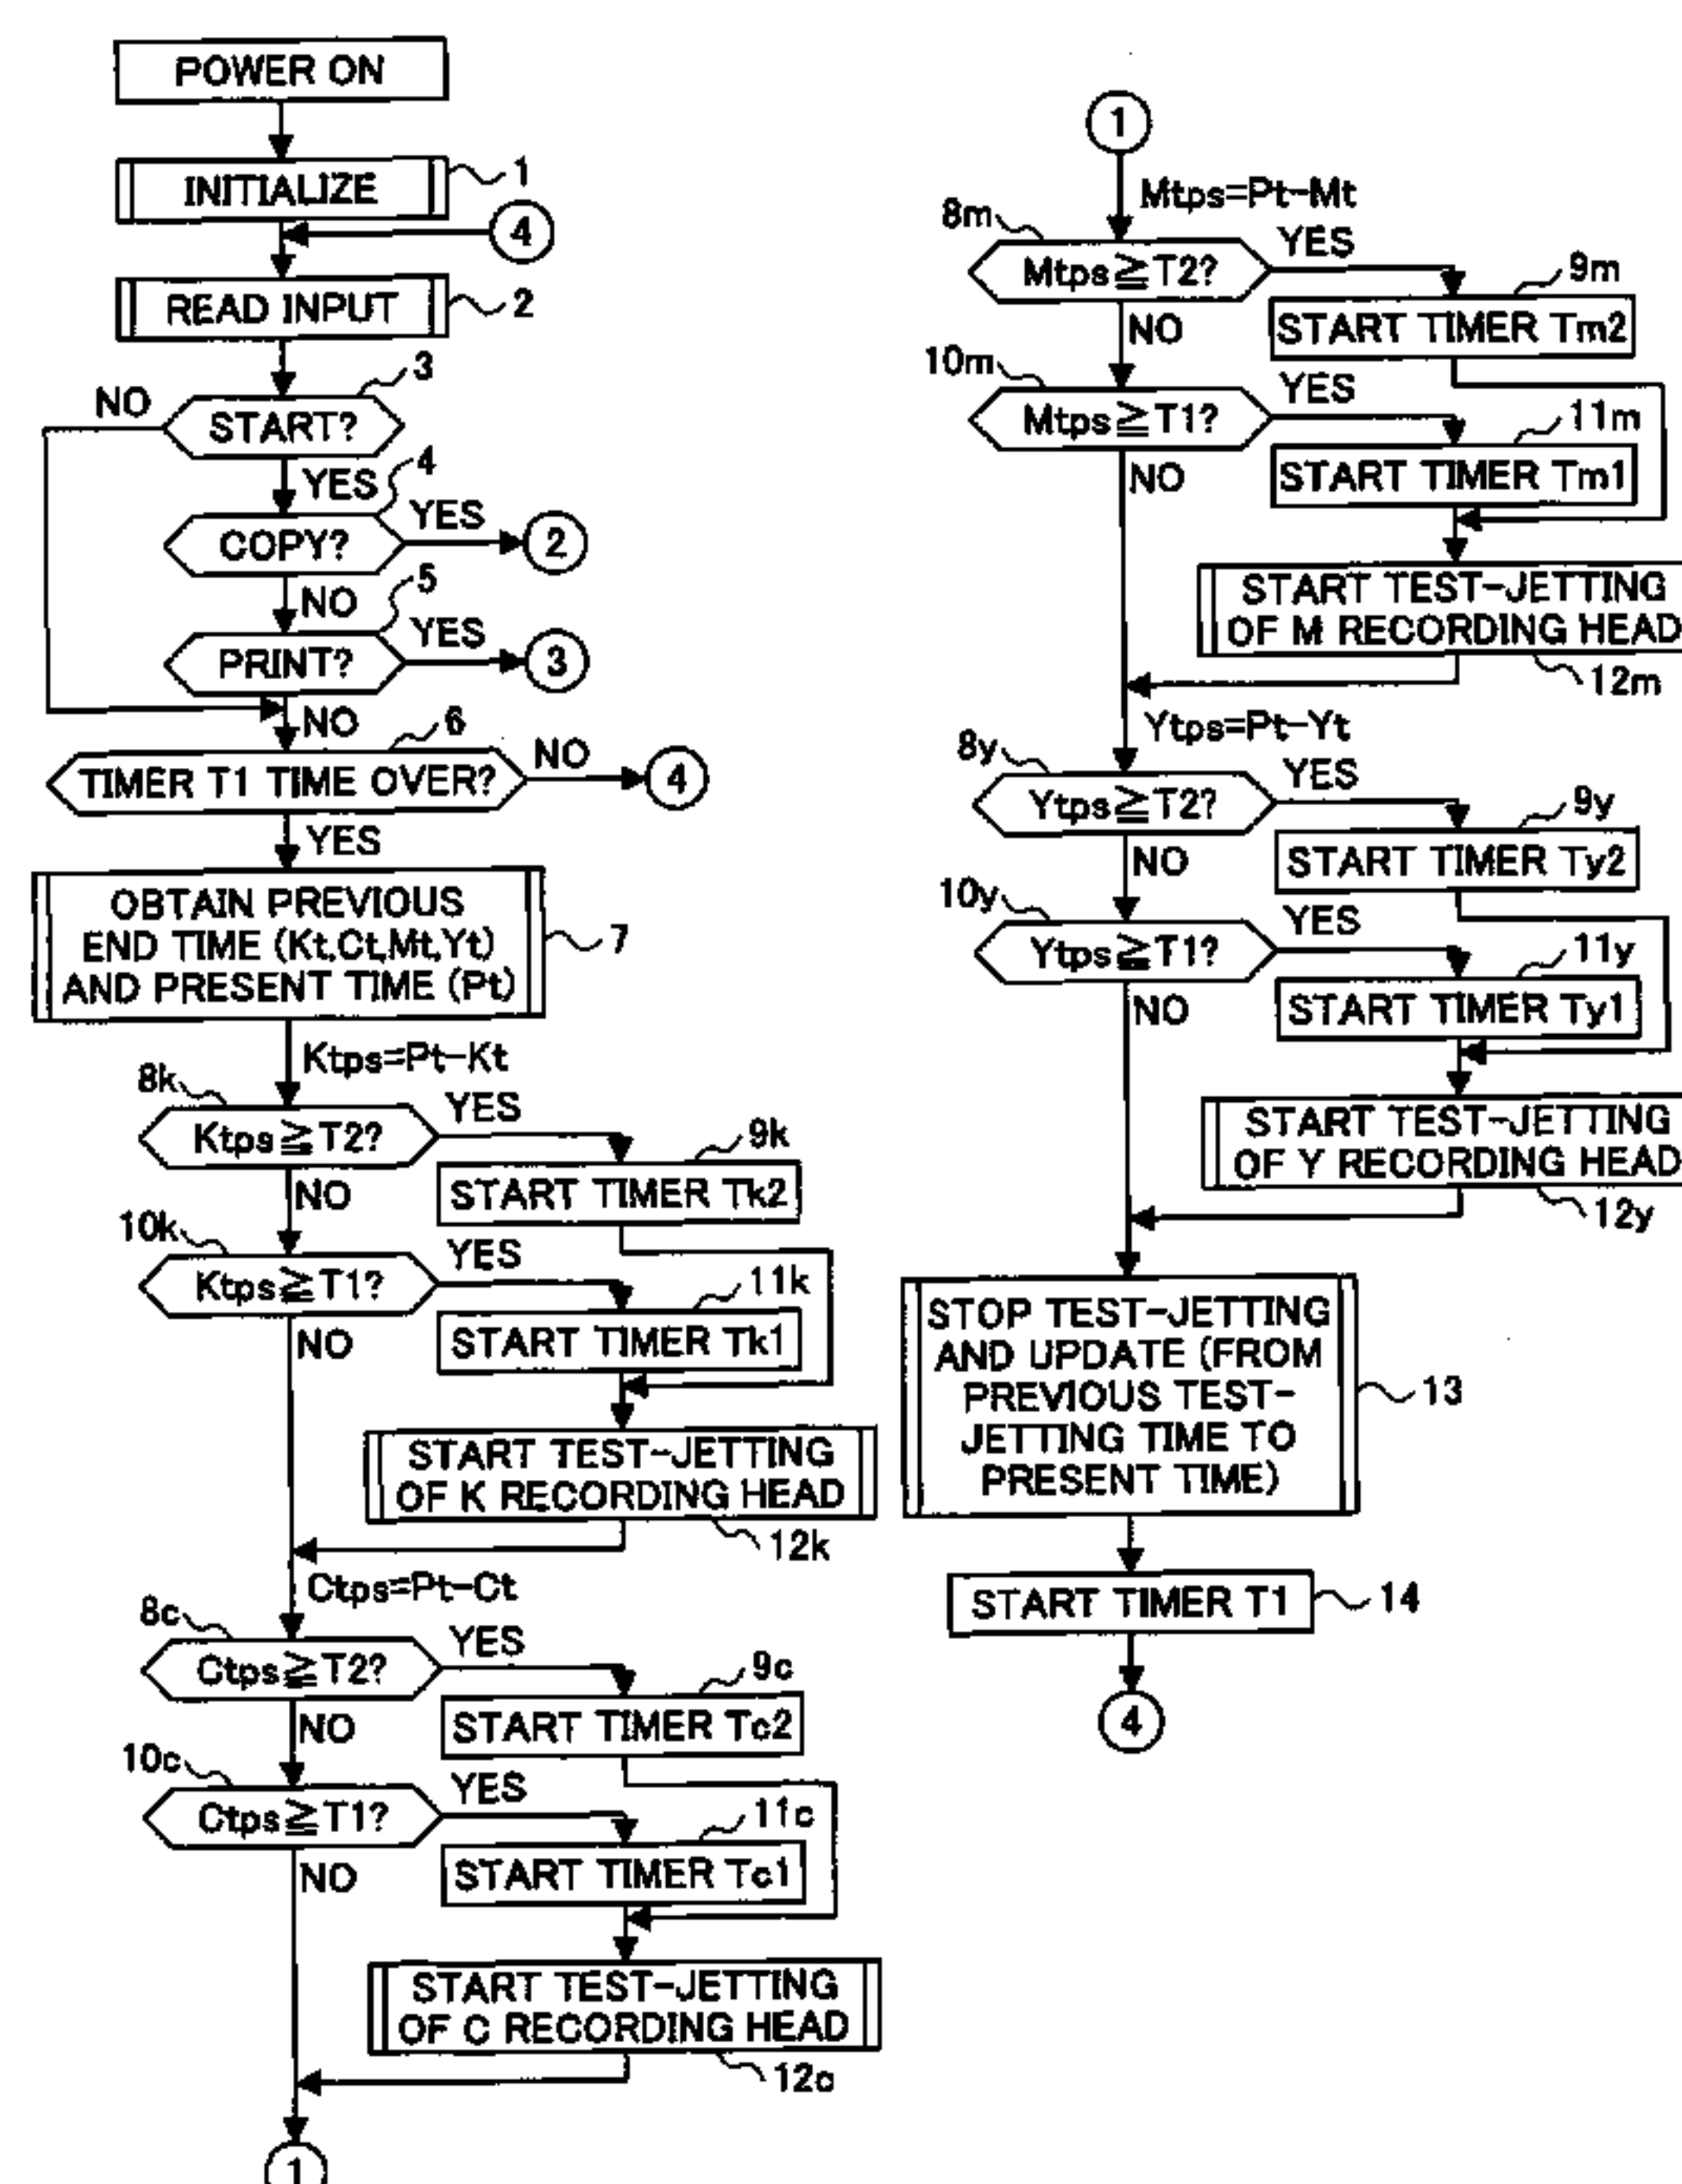 POWER ON
INITIALIZE
1
4
READ INPUT
2
3
NO
START?
YES
4
COPY?
YES
2
NO
5
PRINT?
YES
3
NO
6
TIMER T1 TIME OVER?
NO
4
YES
OBTAIN PREVIOUS
END TIME (Kt,Ct,Mt,Yt)
AND PRESENT TIME (Pt)
7
Ktps=Pt-Kt
8k
Ktps≧T2?
YES
9k
START TIMER Tk2
NO
10k
Ktps≧T1?
YES
11k
START TIMER Tk1
NO
START TEST-JETTING
OF K RECORDING HEAD
12k
Ctps=Pt-Ct
8c
Ctps≧T2?
YES
9c
START TIMER Tc2
NO
10c
Ctps≧T1?
YES
11c
START TIMER Tc1
NO
START TEST-JETTING
OF C RECORDING HEAD
12c
1
1
Mtps=Pt-Mt
8m
Mtps≧T2?
YES
9m
START TIMER Tm2
NO
10m
Mtps≧T1?
YES
11m
START TIMER Tm1
NO
START TEST-JETTING
OF M RECORDING HEAD
12m
Ytps=Pt-Yt
8y
Ytps≧T2?
YES
9y
START TIMER Ty2
NO
10y
Ytps≧T1?
YES
11y
START TIMER Ty1
NO
START TEST-JETTING
OF Y RECORDING HEAD
12y
STOP TEST-JETTING
AND UPDATE (FROM
PREVIOUS TEST-
JETTING TIME TO
PRESENT TIME)
13
START TIMER T1
14
4